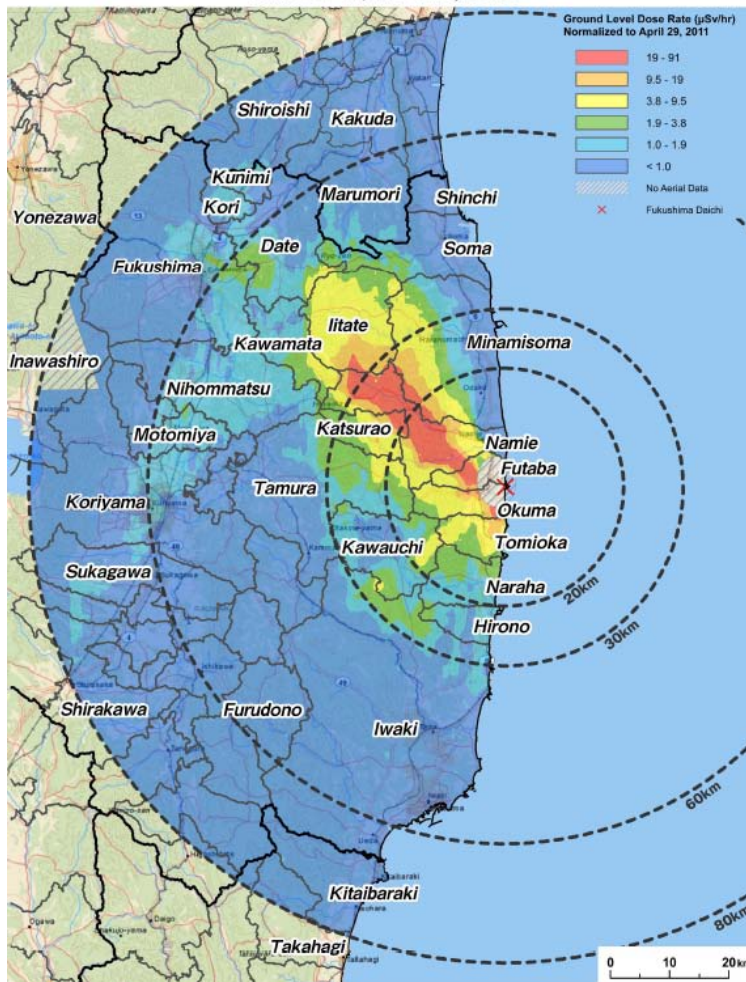 Ground Level Dose Rate (µSv/hr)
Normalized to April 29, 2011
19 - 91
9.5 - 19
3.8 - 9.5
1.9 - 3.8
1.0 - 1.9
< 1.0
No Aerial Data
Fukushima Daichi
Shiroishi
Kakuda
Kunimi
Marumori
Shinchi
Yonezawa
Kori
Soma
Date
Fukushima
Iitate
Minamisoma
Kawamata
Inawashiro
Nihommatsu
Katsurao
Motomiya
Namie
Futaba
Tamura
Koriyama
Okuma
Kawauchi
Tomioka
Sukagawa
Naraha
20km
Hirono
30km
Shirakawa
Furudono
Iwaki
60km
Kitaibaraki
80km
Takahagi
0 10 20 km